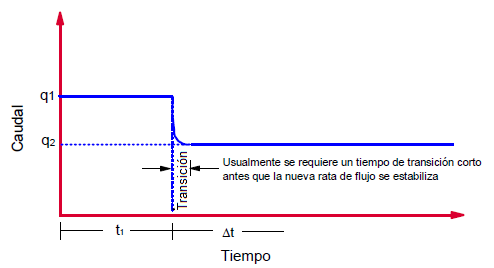 q1
Caudal
q2
Transición
Usualmente se requiere un tiempo de transición corto
antes que la nueva rata de flujo se estabiliza
t1
Δt
Tiempo